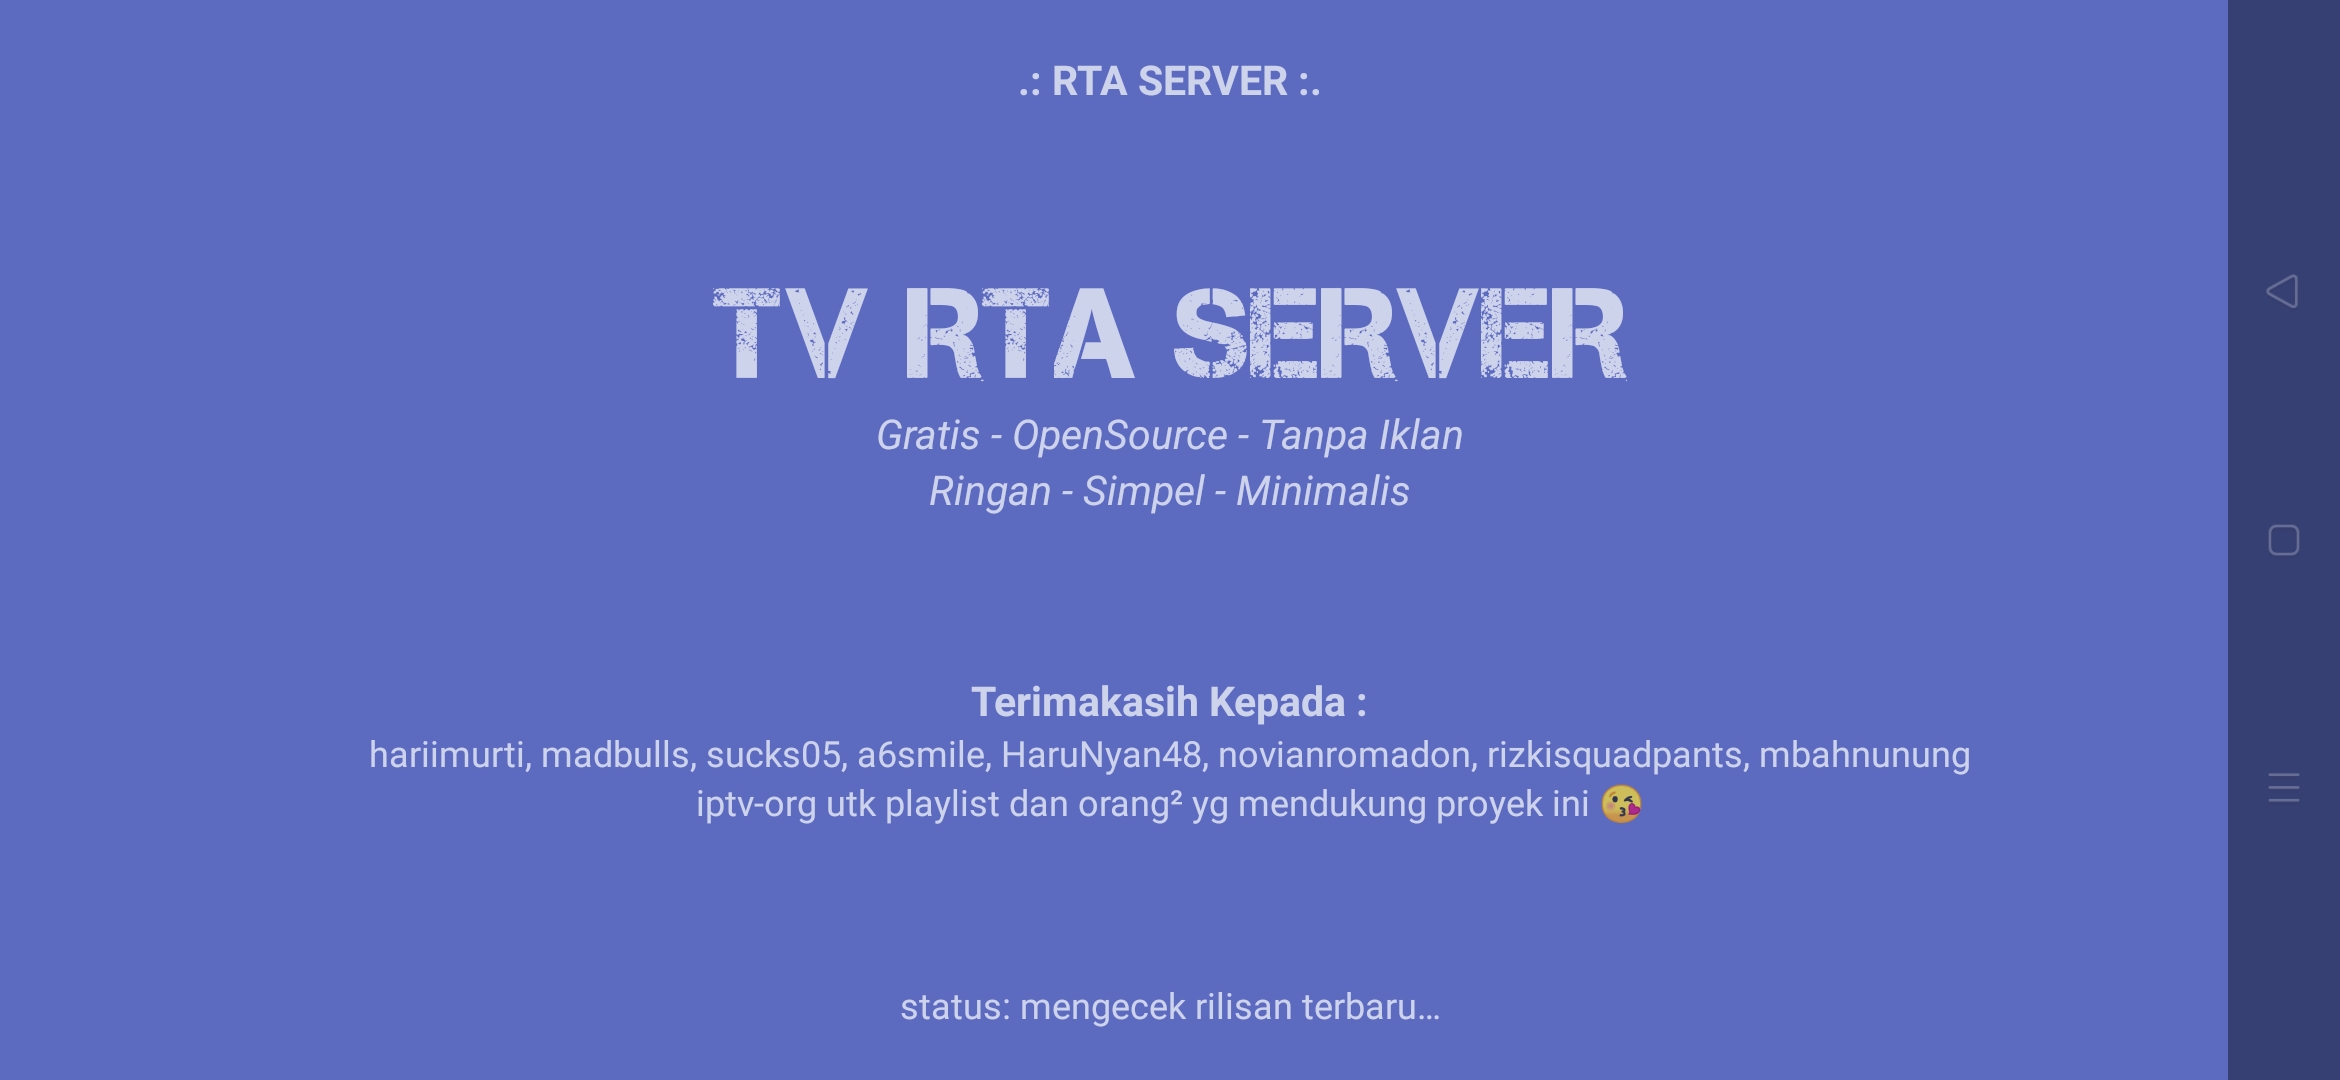 .: RTA SERVER :.
TV RTA SERVER
Gratis - OpenSource - Tanpa Iklan
Ringan - Simpel - Minimalis
Terimakasih Kepada :
hariimurti, madbulls, sucks05, a6smile, HaruNyan48, novianromadon, rizkisquadpants, mbahnunung
iptv-org utk playlist dan orang² yg mendukung proyek ini 😘
status: mengecek rilisan terbaru...